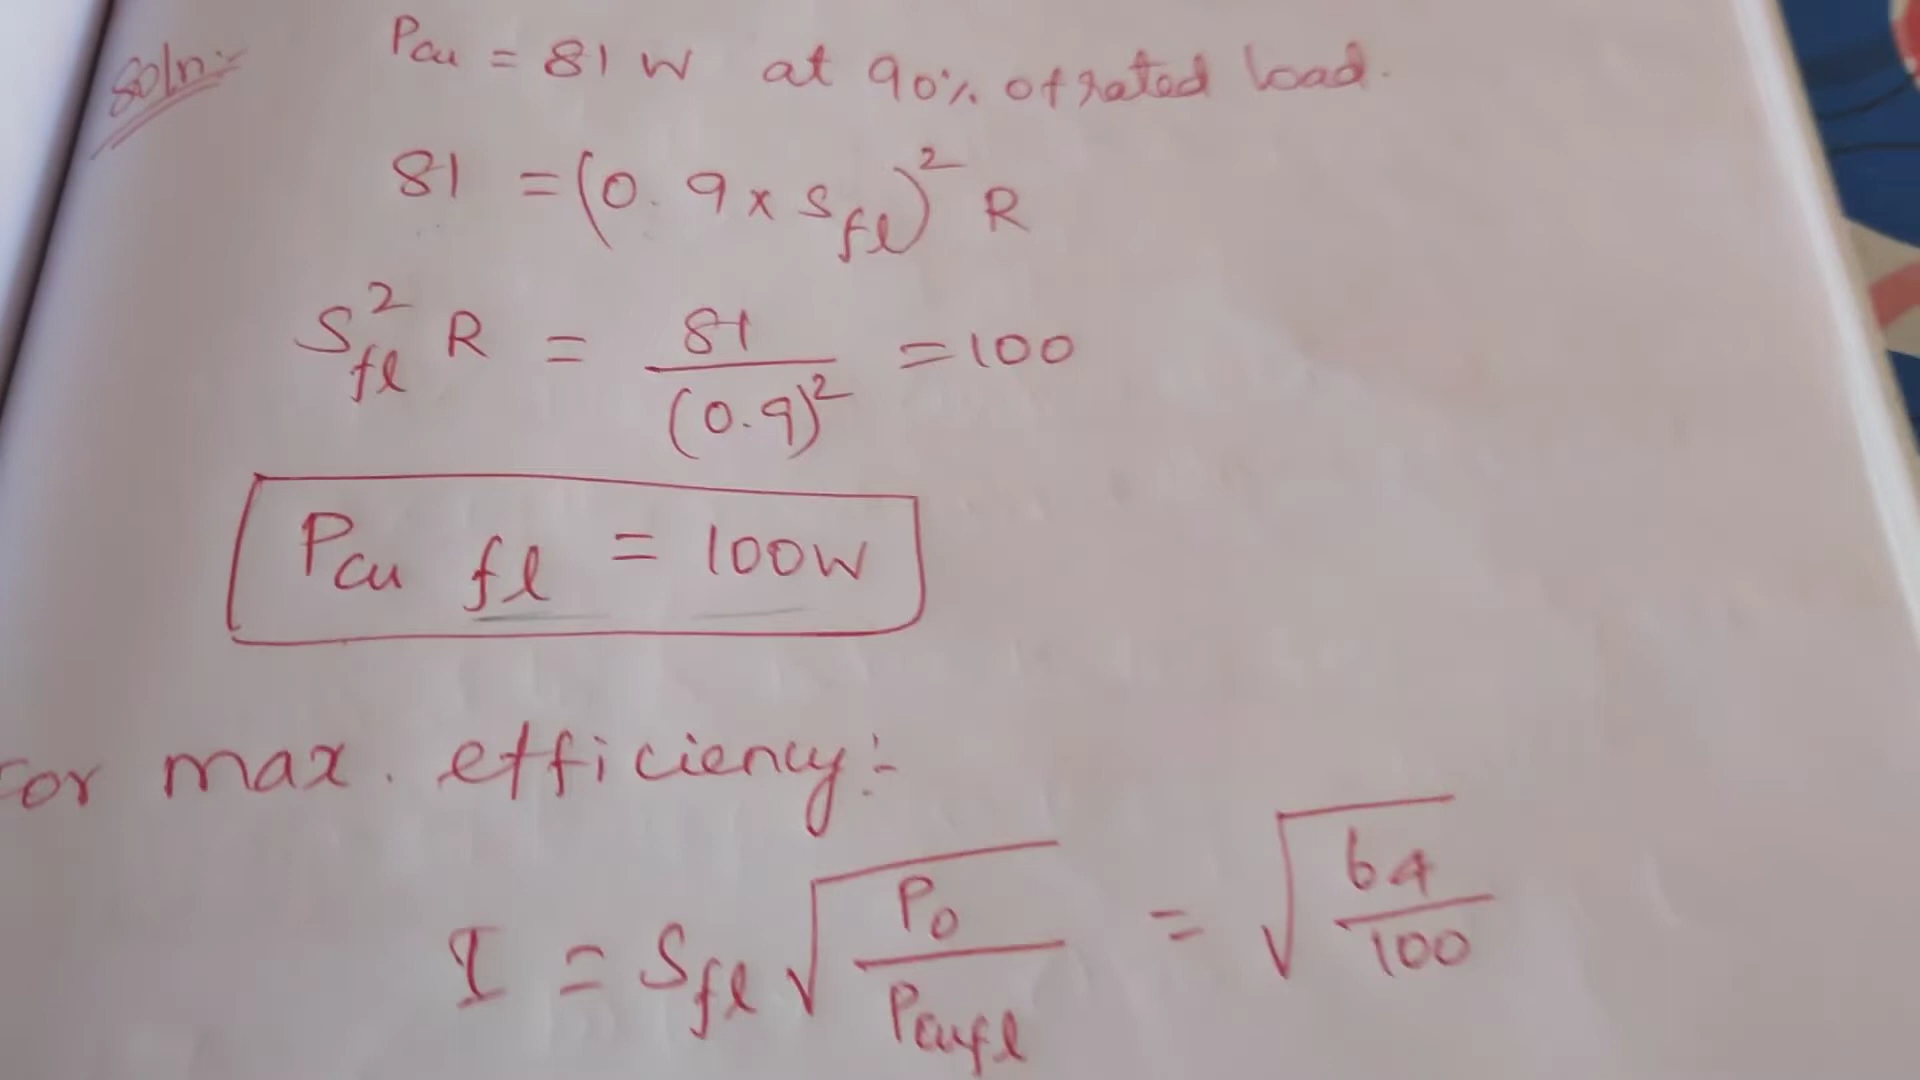 Soln:-
Pcu = 81 W at 90% of rated load.
81 = (0.9 x Sfl)² R
S²fl R = 81/(0.9)² = 100
Pcu fl = 100W
For max. efficiency:-
I = Sfl √(Po/Pcufl) = √(64/100)